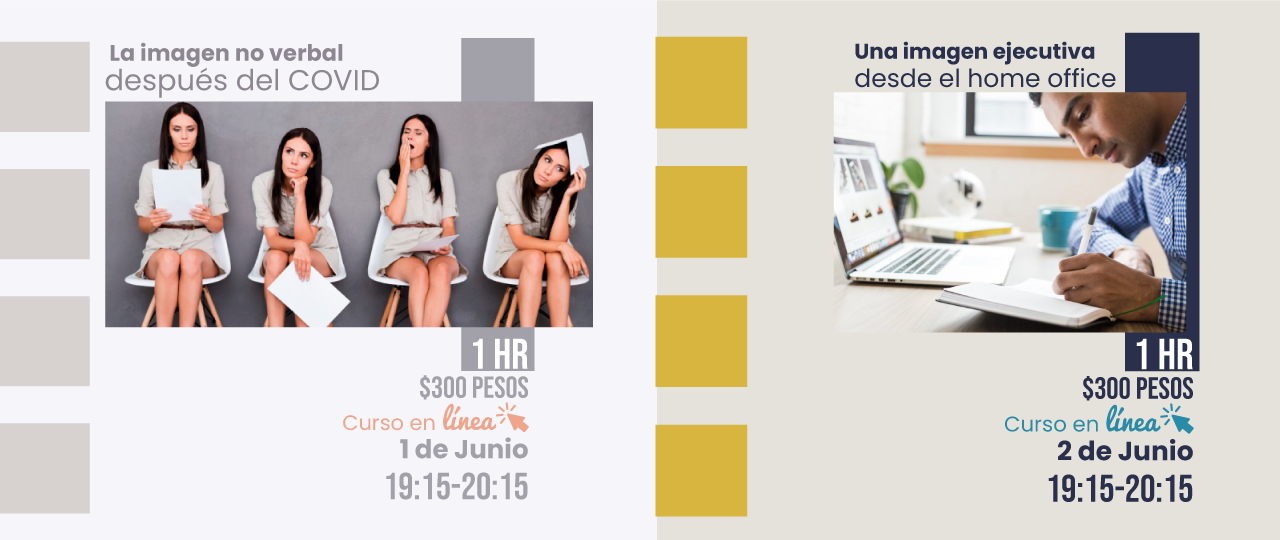 La imagen no verbal
después del COVID
1 HR
$300 PESOS
Curso en línea
1 de Junio
19:15-20:15
Una imagen ejecutiva
desde el home office
1 HR
$300 PESOS
Curso en línea
2 de Junio
19:15-20:15